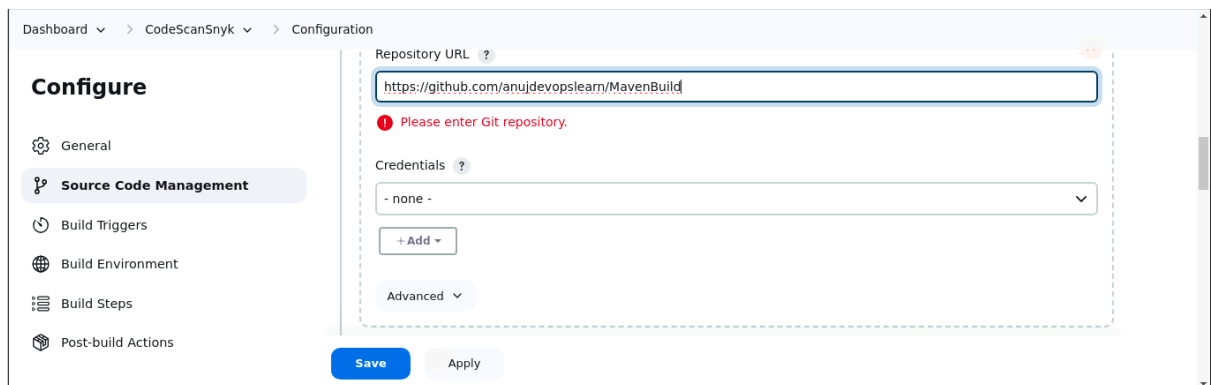 Dashboard > CodeScanSnyk > Configuration
Configure
General
Source Code Management
Build Triggers
Build Environment
Build Steps
Post-build Actions
Repository URL ?
https://github.com/anujdevopslearn/MavenBuild
Please enter Git repository.
Credentials ?
- none -
+ Add
Advanced
Save
Apply